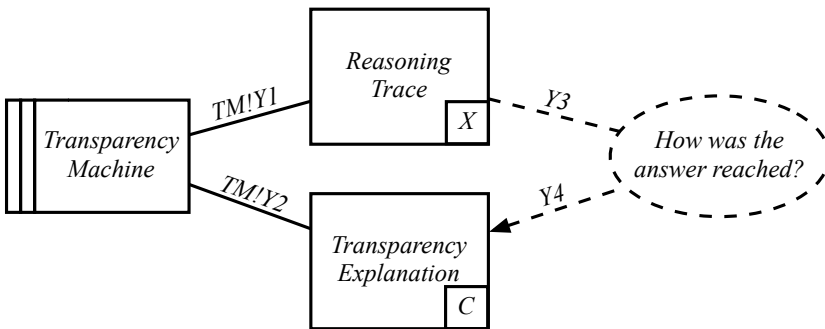 Transparency
Machine
TM!Y1
TM!Y2
Reasoning
Trace
X
Transparency
Explanation
C
Y3
Y4
How was the
answer reached?